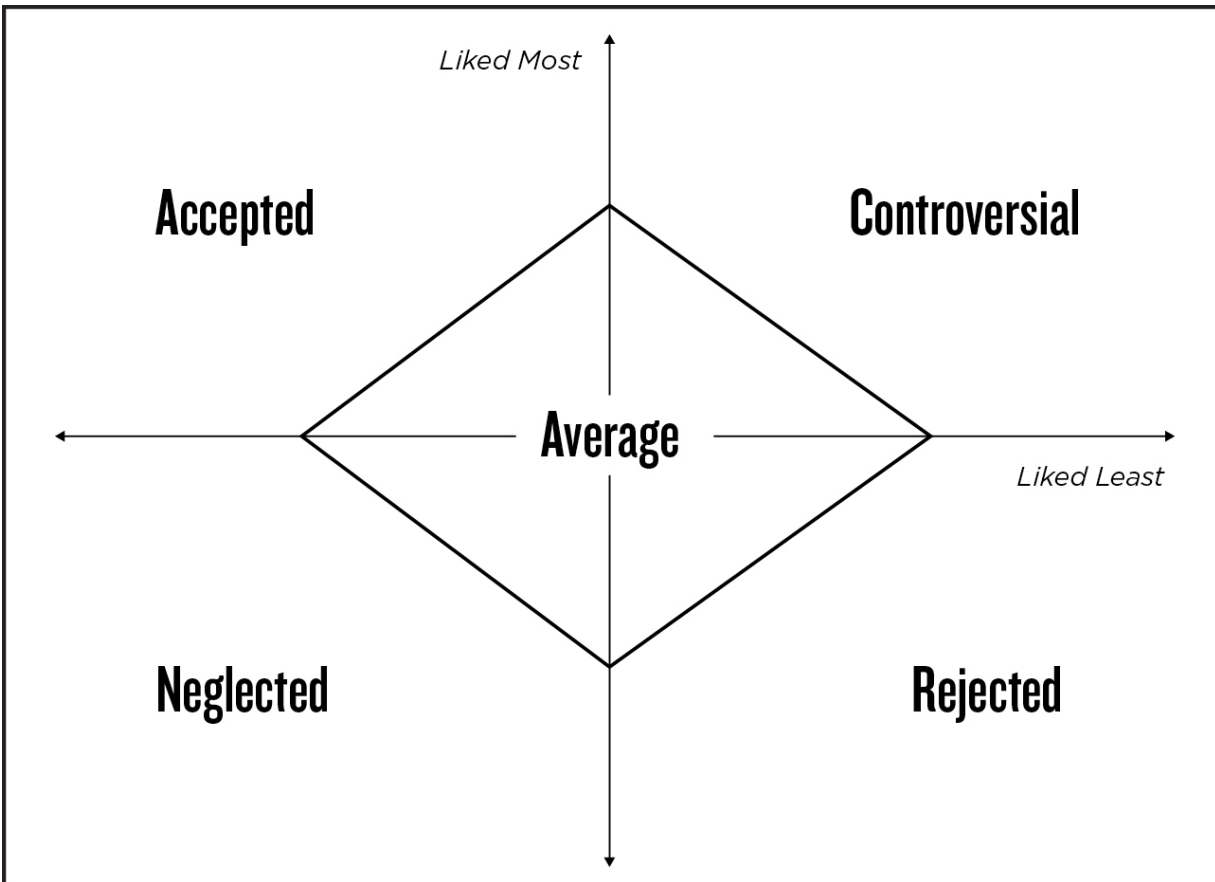 Liked Most
Accepted
Controversial
Average
Liked Least
Neglected
Rejected